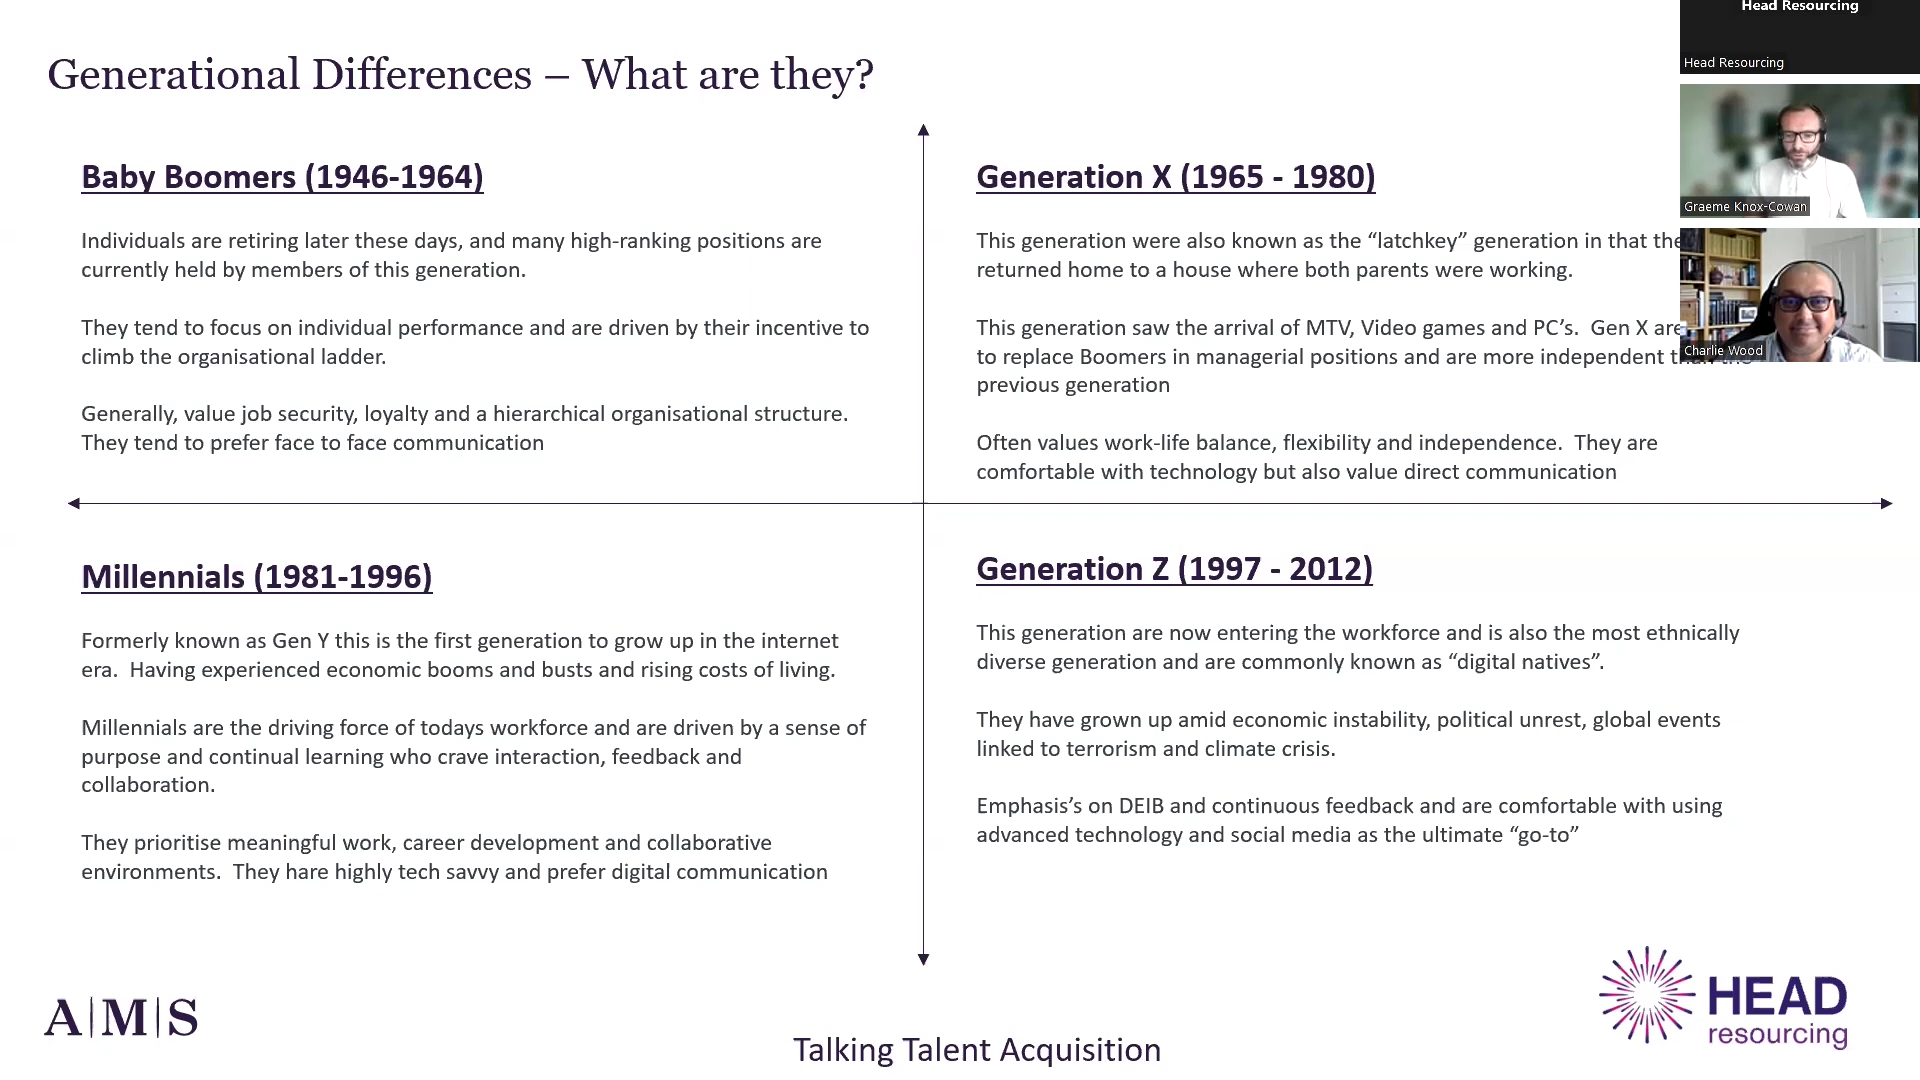 Generational Differences – What are they?
Baby Boomers (1946-1964)
Individuals are retiring later these days, and many high-ranking positions are
currently held by members of this generation.
They tend to focus on individual performance and are driven by their incentive to
climb the organisational ladder.
Generally, value job security, loyalty and a hierarchical organisational structure.
They tend to prefer face to face communication
Generation X (1965 - 1980)
This generation were also known as the “latchkey” generation in that
returned home to a house where both parents were working.
This generation saw the arrival of MTV, Video games and PC’s.  Gen X are
to replace Boomers in managerial positions and are more independent
previous generation
Often values work-life balance, flexibility and independence.  They are
comfortable with technology but also value direct communication
Millennials (1981-1996)
Formerly known as Gen Y this is the first generation to grow up in the internet
era.  Having experienced economic booms and busts and rising costs of living.
Millennials are the driving force of todays workforce and are driven by a sense of
purpose and continual learning who crave interaction, feedback and
collaboration.
They prioritise meaningful work, career development and collaborative
environments.  They hare highly tech savvy and prefer digital communication
Generation Z (1997 - 2012)
This generation are now entering the workforce and is also the most ethnically
diverse generation and are commonly known as “digital natives”.
They have grown up amid economic instability, political unrest, global events
linked to terrorism and climate crisis.
Emphasis’s on DEIB and continuous feedback and are comfortable with using
advanced technology and social media as the ultimate “go-to”
Head Resourcing
Head Resourcing
Graeme Knox-Cowan
Charlie Wood
A|M|S
Talking Talent Acquisition
HEAD
resourcing